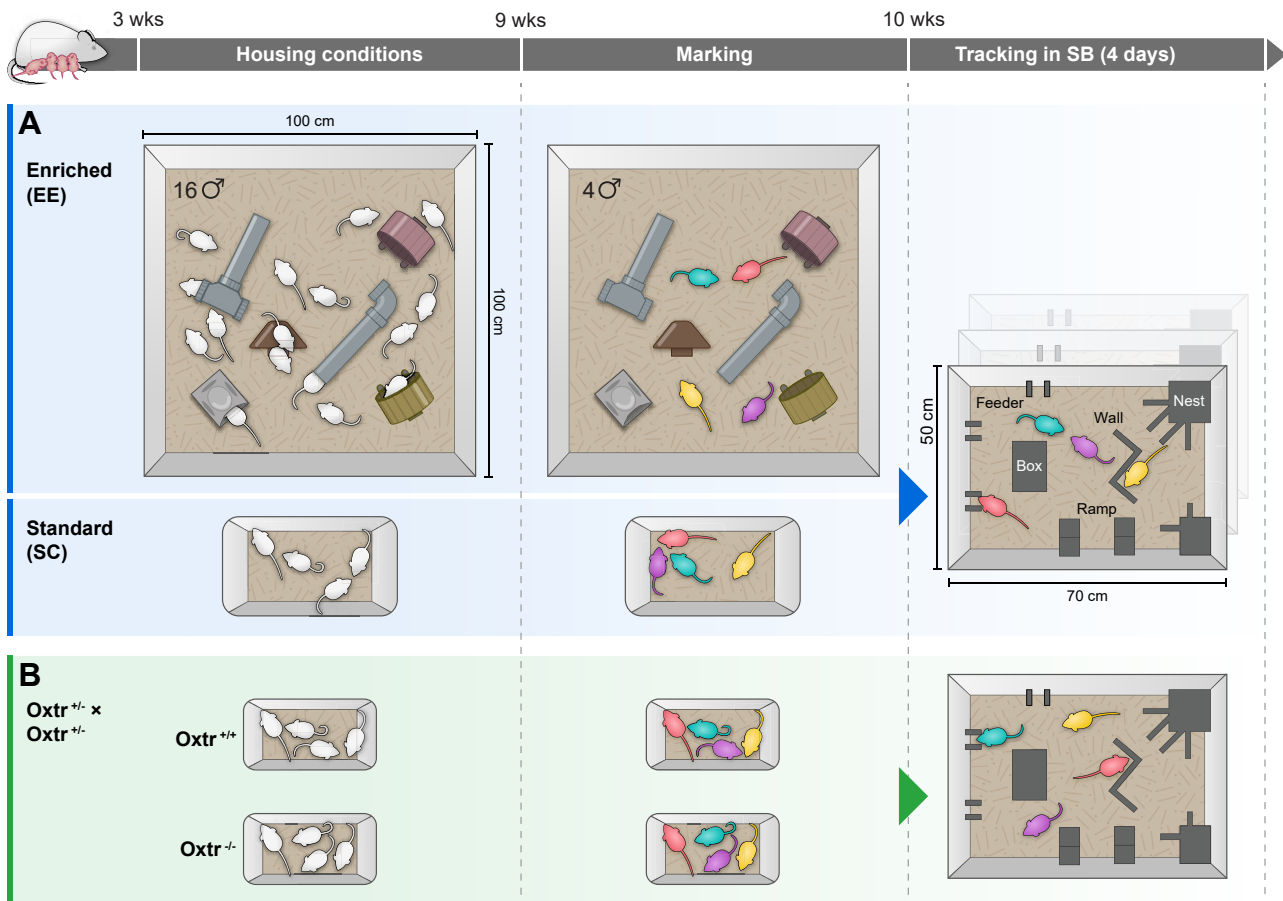 3 wks
9 wks
10 wks
Housing conditions
Marking
Tracking in SB (4 days)
A
100 cm
Enriched
(EE)
16♂
4♂
100 cm
50 cm
Feeder
Nest
Wall
Box
Ramp
70 cm
Standard
(SC)
B
Oxtr +/- ×
Oxtr +/-
Oxtr +/+
Oxtr -/-